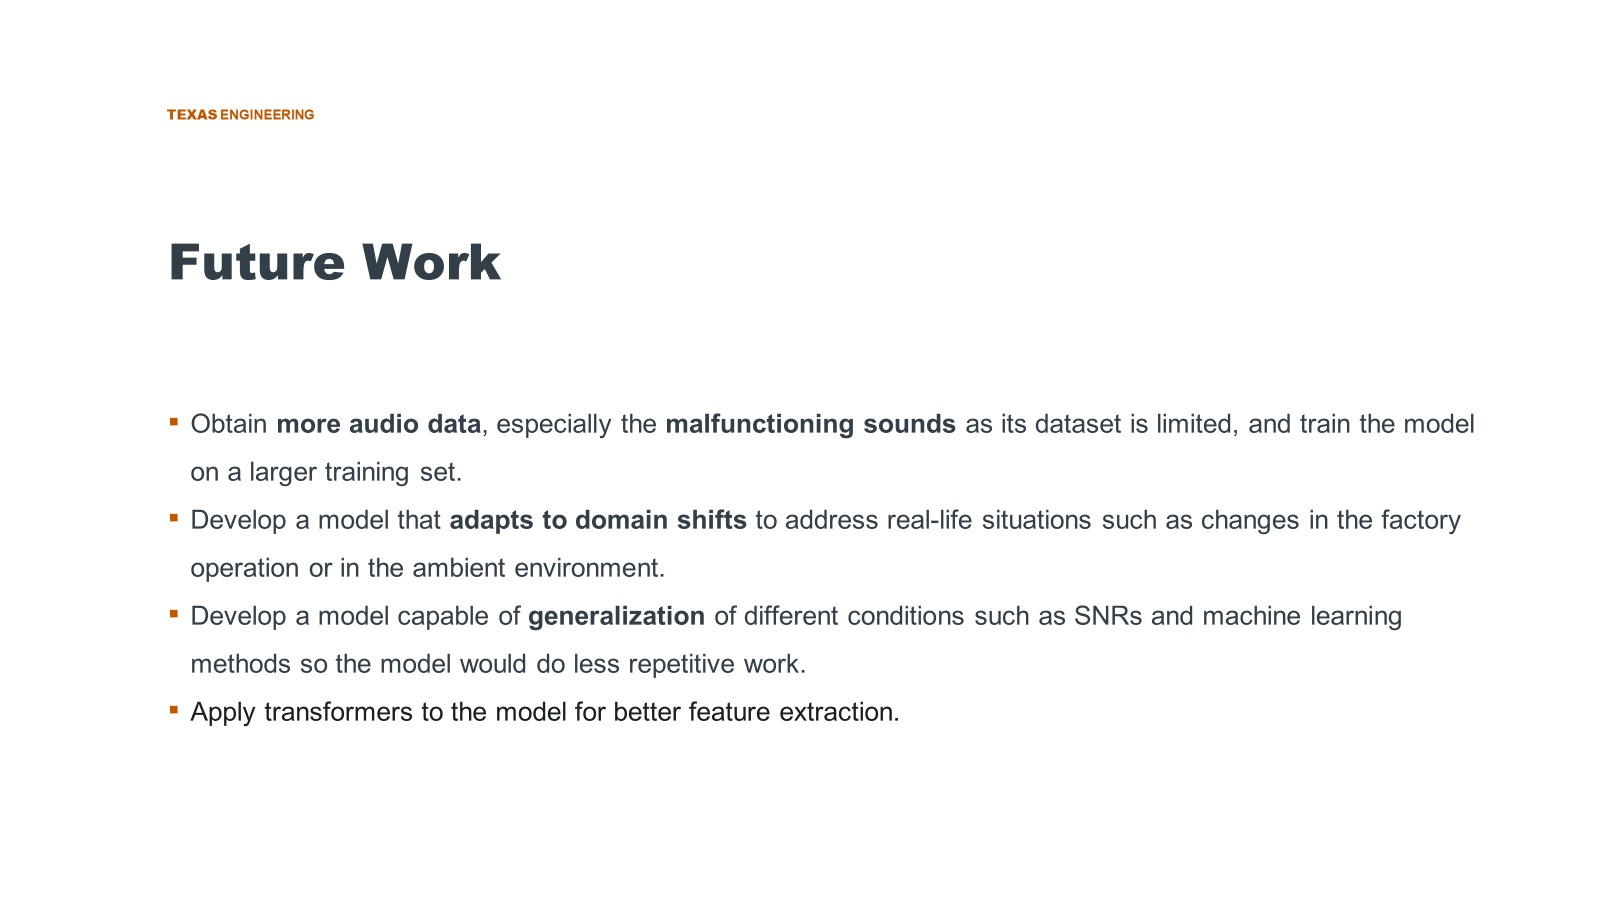 TEXAS ENGINEERING
Future Work
▪ Obtain more audio data, especially the malfunctioning sounds as its dataset is limited, and train the model
on a larger training set.
▪ Develop a model that adapts to domain shifts to address real-life situations such as changes in the factory
operation or in the ambient environment.
▪ Develop a model capable of generalization of different conditions such as SNRs and machine learning
methods so the model would do less repetitive work.
▪ Apply transformers to the model for better feature extraction.